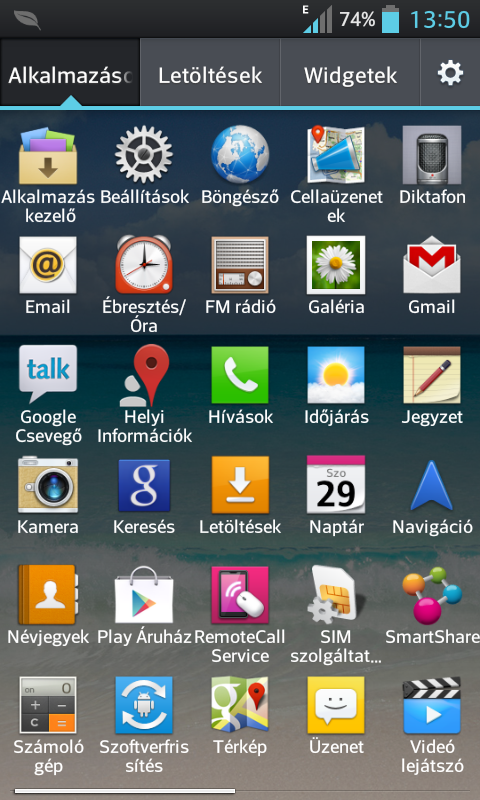 E 74% 13:50
Alkalmazásc Letöltések Widgetek
Alkalmazás Beállítások Böngésző Cellaüzenet Diktafon
kezelő ek
@
Email Ébresztés/ FM rádió Galéria Gmail
Óra
talk
Google Helyi Hívások Időjárás Jegyzet
Csevegő Információk
g Szo
29
Kamera Keresés Letöltések Naptár Navigáció
Névjegyek Play Áruház RemoteCall SIM SmartShare
Service szolgáltat...
on 0
+ −
C =
g
Számoló Szoftverfris Térkép Üzenet Videó
gép sítés lejátszó